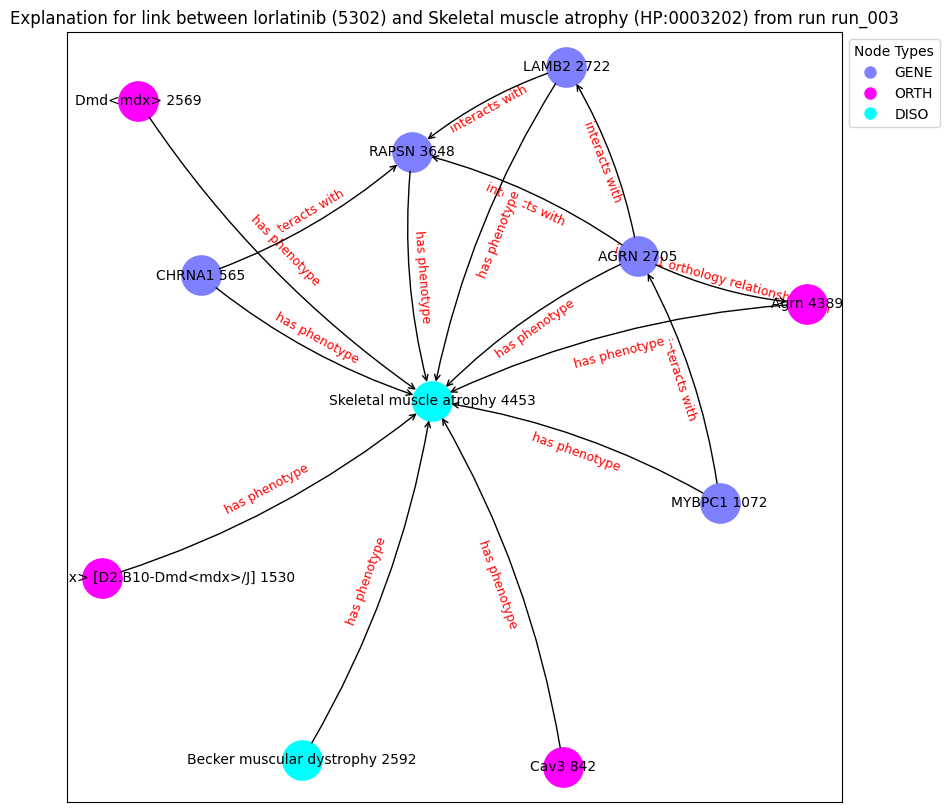 Explanation for link between lorlatinib (5302) and Skeletal muscle atrophy (HP:0003202) from run run_003
Node Types
GENE
ORTH
DISO
LAMB2 2722
Dmd<mdx> 2569
interacts with
RAPSN 3648
interacts with
interacts with
teracts with
has phenotype
has phenotype
has phenotype
AGRN 2705
orthology relationsh
CHRNA1 565
Agrn 4389
has phenotype
has phenotype
has phenotype
interacts with
Skeletal muscle atrophy 4453
has phenotype
has phenotype
MYBPC1 1072
x> [D2.B10-Dmd<mdx>/J] 1530
has phenotype
has phenotype
Becker muscular dystrophy 2592
Cav3 842